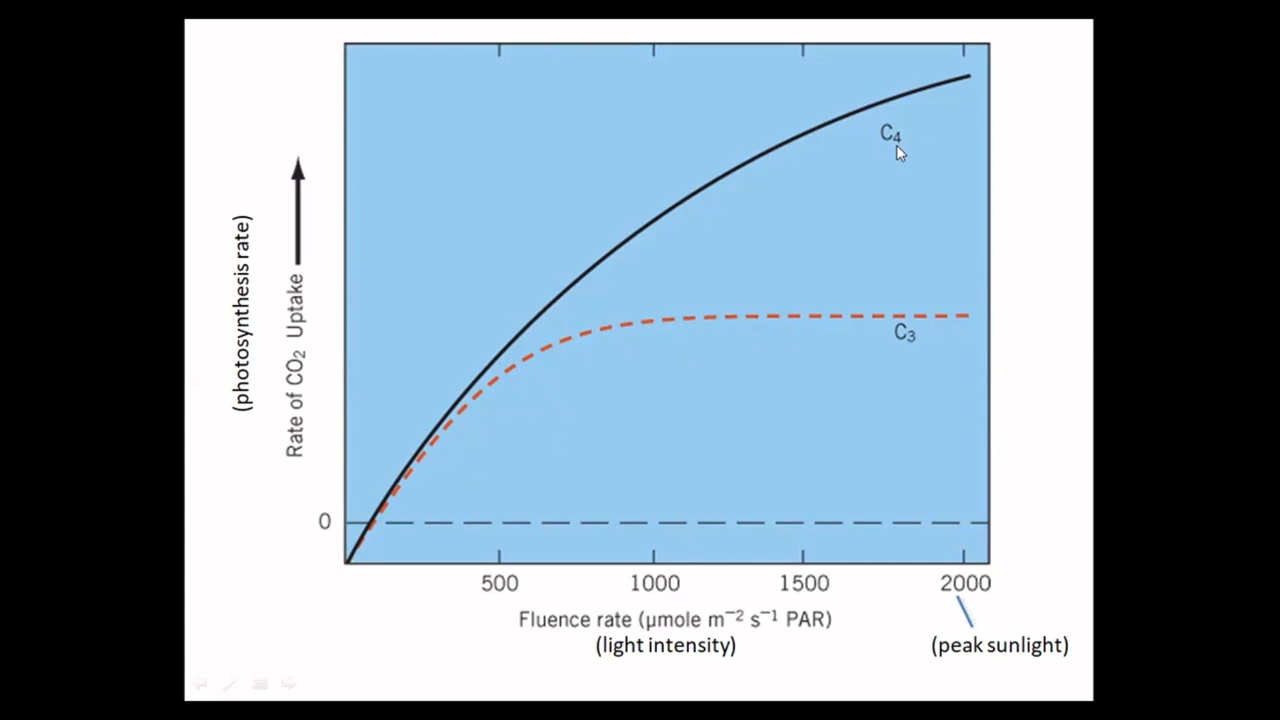 (photosynthesis rate)
Rate of CO₂ Uptake
C₄
C₃
0
500
1000
1500
2000
Fluence rate (µmole m⁻² s⁻¹ PAR)
(light intensity)
(peak sunlight)